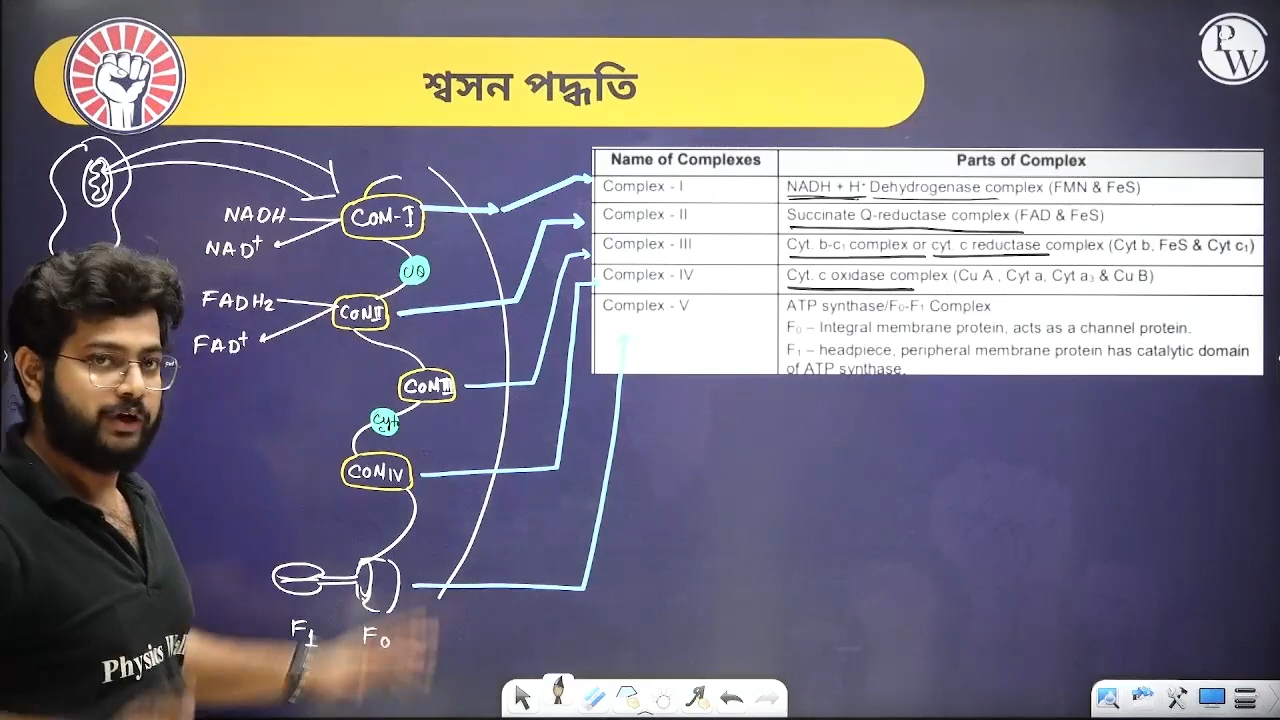 শ্বসন পদ্ধতি
PW
Name of Complexes Parts of Complex
Complex - I NADH + H⁺ Dehydrogenase complex (FMN & FeS)
Complex - II Succinate Q-reductase complex (FAD & FeS)
Complex - III Cyt. b-c₁ complex or cyt. c reductase complex (Cyt b, FeS & Cyt c₁)
Complex - IV Cyt. c oxidase complex (Cu A , Cyt a, Cyt a₃ & Cu B)
Complex - V ATP synthase/F₀-F₁ Complex
F₀ – Integral membrane protein, acts as a channel protein.
F₁ – headpiece, peripheral membrane protein has catalytic domain
of ATP synthase.
NADH COM-I
NAD⁺
UQ
FADH₂ COM II
FAD⁺
COM III
Cyt
COM IV
F₁ F₀
Physics